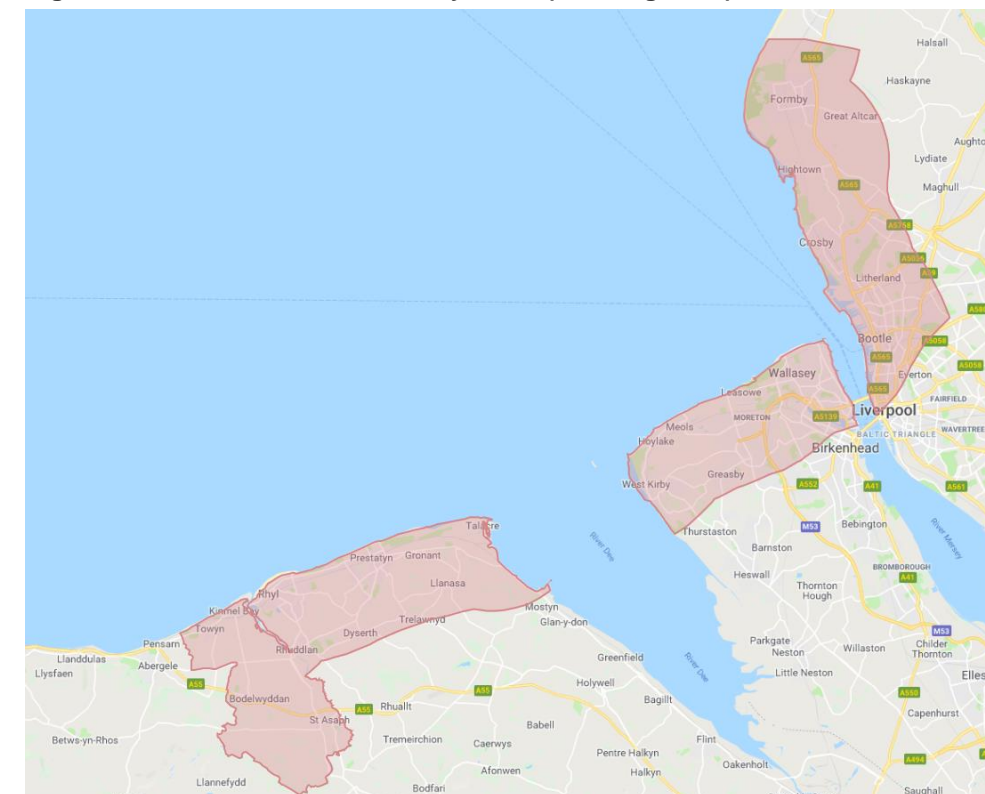 Halsall
A565
Haskayne
Formby
Great Altcar
Aughto
Lydiate
Hightown
A565
Maghull
A5758
Crosby
A5036
A59
Litherland
A580
Bootle
A5058
A565
A5058
Wallasey
Everton
A565
Leasowe
FAIRFIELD
Liverpool
MORETON
A5139
Meols
BALTIC TRIANGLE
WAVERTREE
Hoylake
Birkenhead
Greasby
West Kirby
A552
A41
A561
Talacre
M53
Bebington
River Mersey
Thurstaston
River Dee
Barnston
Prestatyn
Gronant
BROMBOROUGH
Heswall
A41
Llanasa
Thornton
Hough
Rhyl
Kinmel Bay
Mostyn
Trelawnyd
Glan-y-don
Towyn
Dyserth
M53
Parkgate
Childer
Thornton
Pensarn
Rhuddlan
Neston
Willaston
Llanddulas
Greenfield
River Dee
Abergele
Little Neston
Llysfaen
Elles
A55
Holywell
A55
A550
Bodelwyddan
Bagillt
A55
Rhuallt
Capenhurst
St Asaph
Babell
Betws-yn-Rhos
Tremeirchion
Flint
Caerwys
Pentre Halkyn
A494
Oakenholt
Afonwen
Halkyn
Llannefydd
Bodfari
Saughall